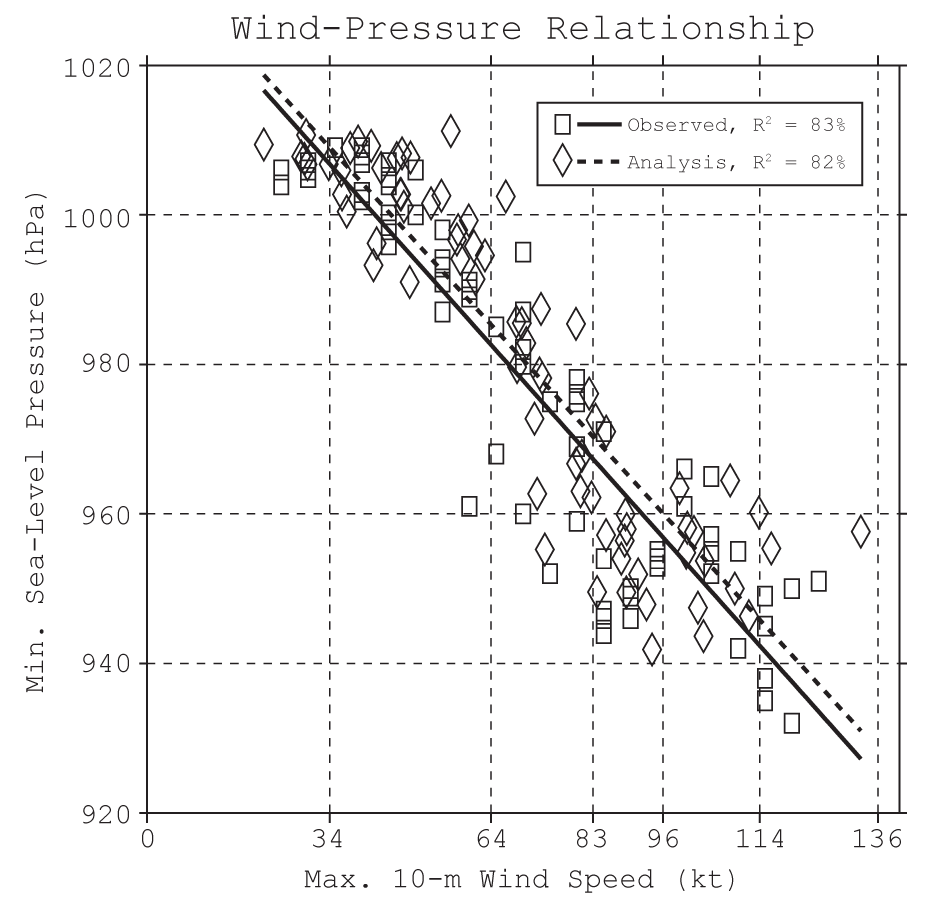 Wind-Pressure Relationship
1020
1000
980
960
940
920
Min. Sea-Level Pressure (hPa)
Observed, R² = 83%
Analysis, R² = 82%
0 34 64 83 96 114 136
Max. 10-m Wind Speed (kt)